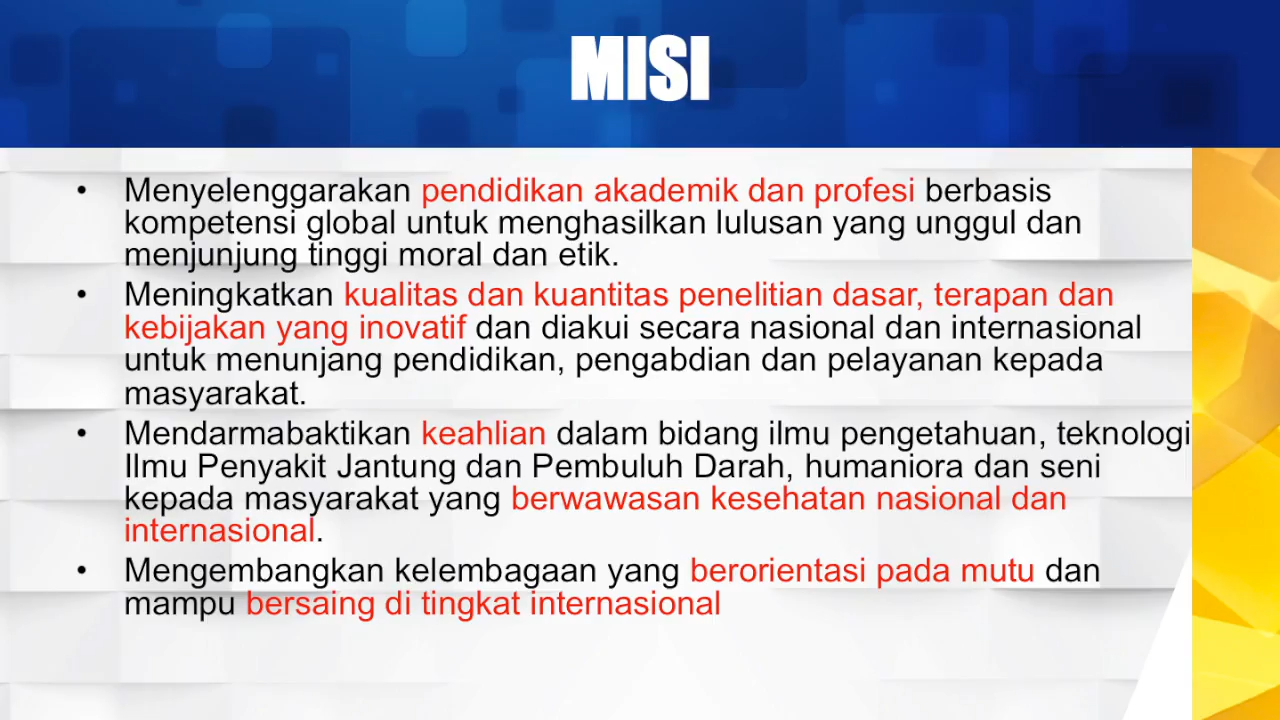 MISI
• Menyelenggarakan pendidikan akademik dan profesi berbasis
kompetensi global untuk menghasilkan lulusan yang unggul dan
menjunjung tinggi moral dan etik.
• Meningkatkan kualitas dan kuantitas penelitian dasar, terapan dan
kebijakan yang inovatif dan diakui secara nasional dan internasional
untuk menunjang pendidikan, pengabdian dan pelayanan kepada
masyarakat.
• Mendarmabaktikan keahlian dalam bidang ilmu pengetahuan, teknologi
Ilmu Penyakit Jantung dan Pembuluh Darah, humaniora dan seni
kepada masyarakat yang berwawasan kesehatan nasional dan
internasional.
• Mengembangkan kelembagaan yang berorientasi pada mutu dan
mampu bersaing di tingkat internasional